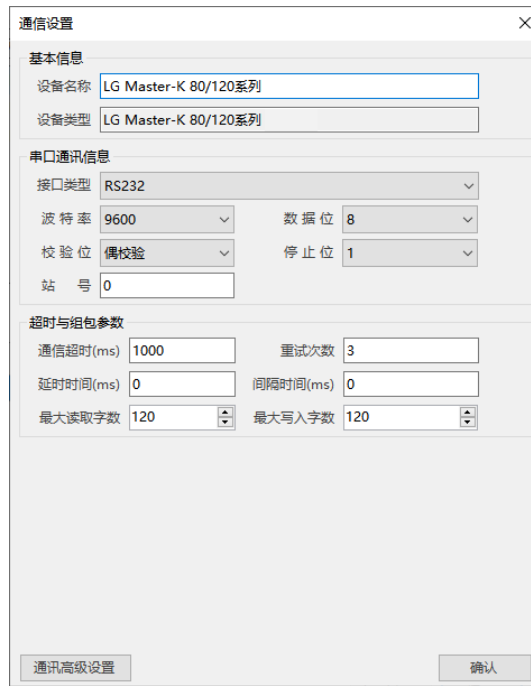 通信设置
基本信息
设备名称 LG Master-K 80/120系列
设备类型 LG Master-K 80/120系列
串口通讯信息
接口类型 RS232
波特率 9600 数据位 8
校验位 偶校验 停止位 1
站号 0
超时与组包参数
通信超时(ms) 1000 重试次数 3
延时时间(ms) 0 间隔时间(ms) 0
最大读取字数 120 最大写入字数 120
通讯高级设置 确认